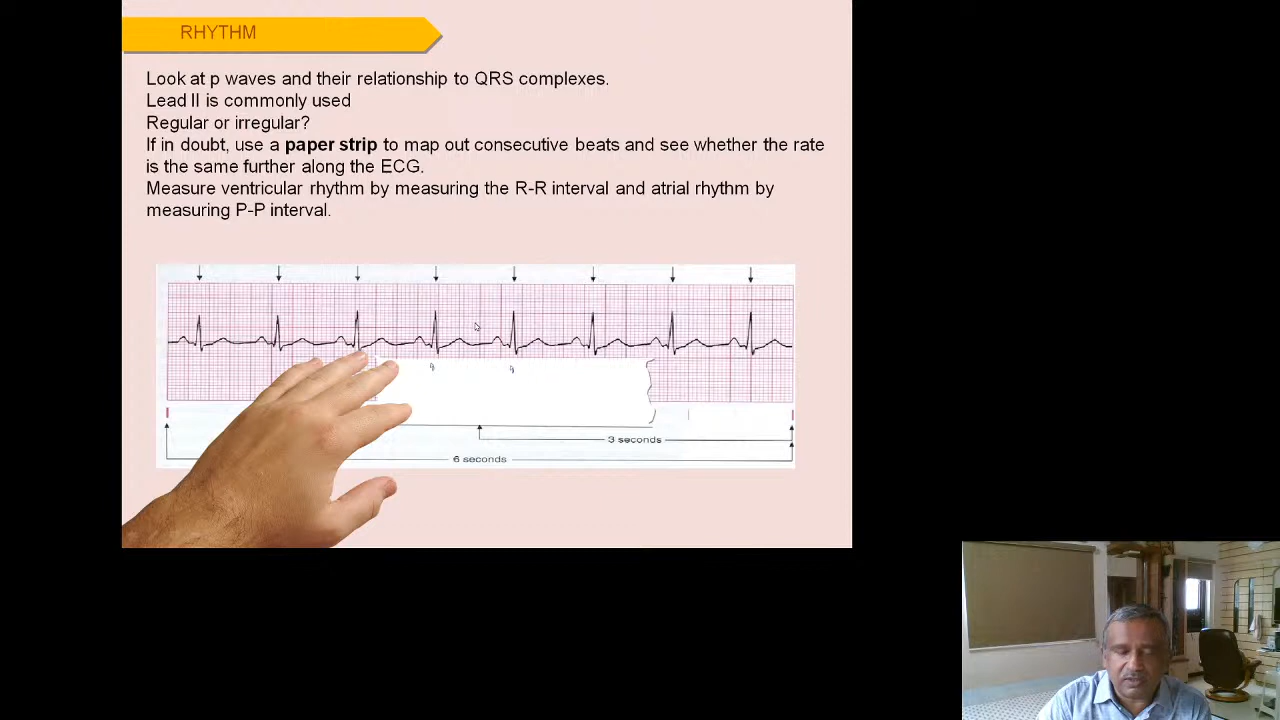 RHYTHM
Look at p waves and their relationship to QRS complexes.
Lead II is commonly used
Regular or irregular?
If in doubt, use a paper strip to map out consecutive beats and see whether the rate
is the same further along the ECG.
Measure ventricular rhythm by measuring the R-R interval and atrial rhythm by
measuring P-P interval.
3 seconds
6 seconds